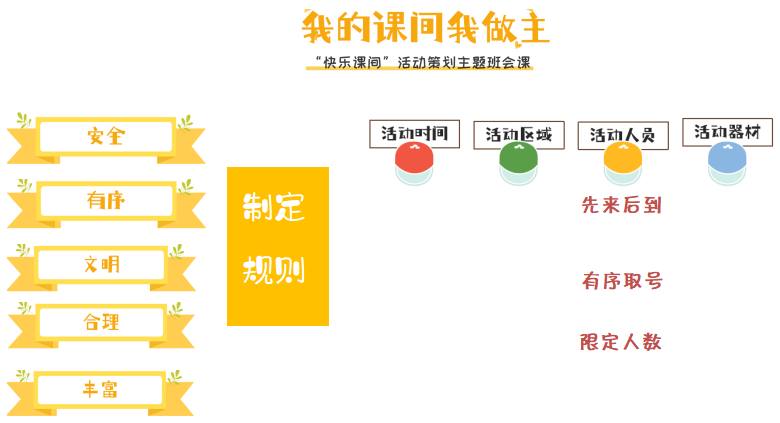 我的课间我做主
“快乐课间”活动策划主题班会课
安全
有序
文明
合理
丰富
制定
规则
活动时间
活动区域
活动人员
活动器材
先来后到
有序取号
限定人数